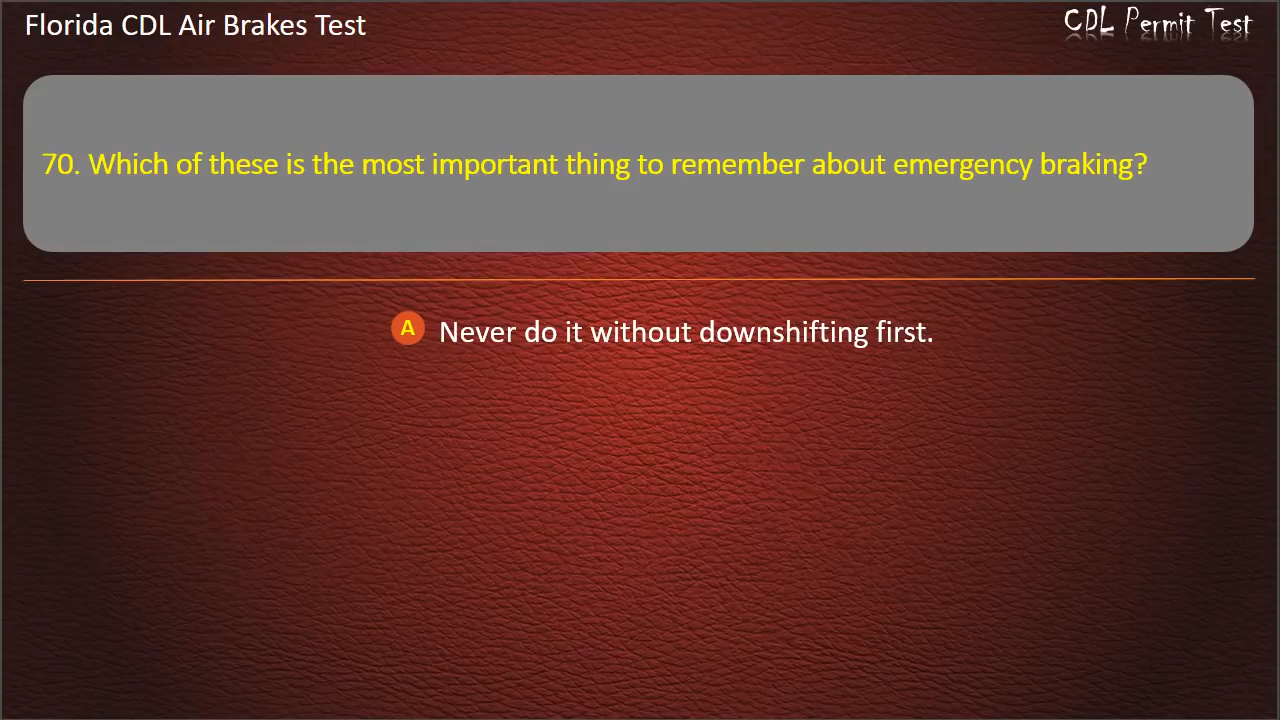 Florida CDL Air Brakes Test
CDL Permit Test
70. Which of these is the most important thing to remember about emergency braking?
A Never do it without downshifting first.